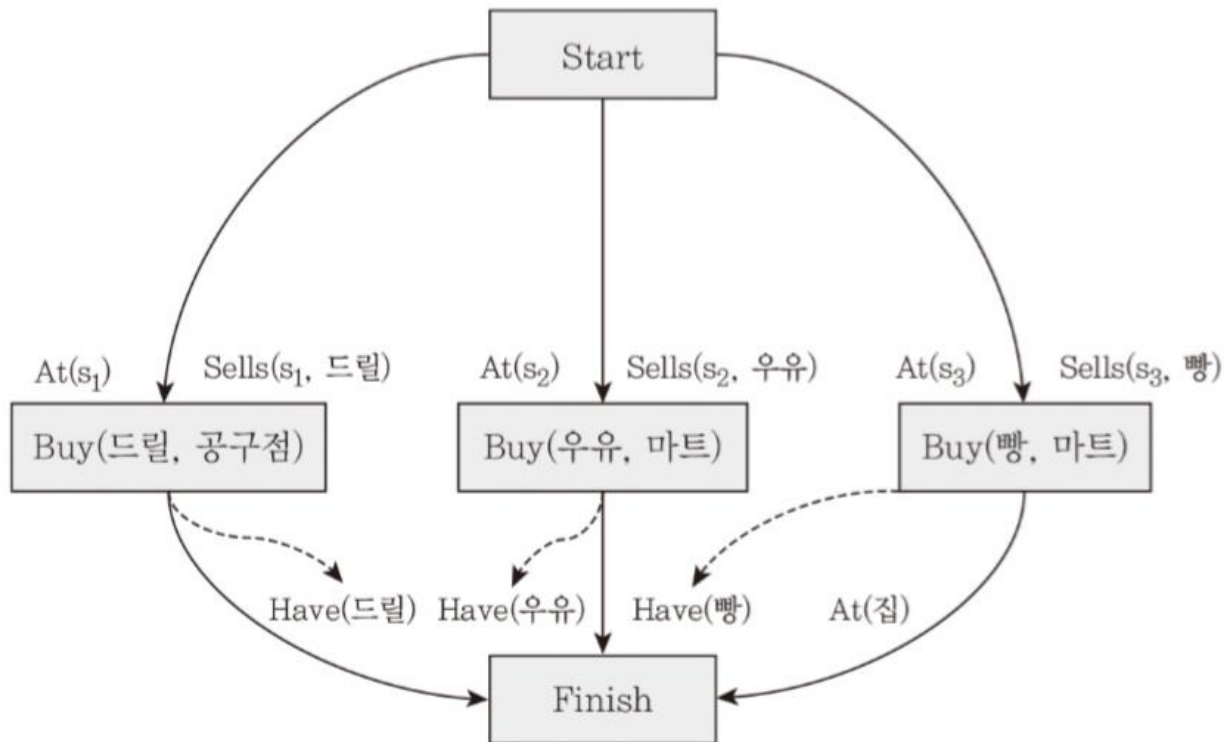 Start
At(s₁) Sells(s₁, 드릴) At(s₂) Sells(s₂, 우유) At(s₃) Sells(s₃, 빵)
Buy(드릴, 공구점) Buy(우유, 마트) Buy(빵, 마트)
Have(드릴) Have(우유) Have(빵) At(집)
Finish